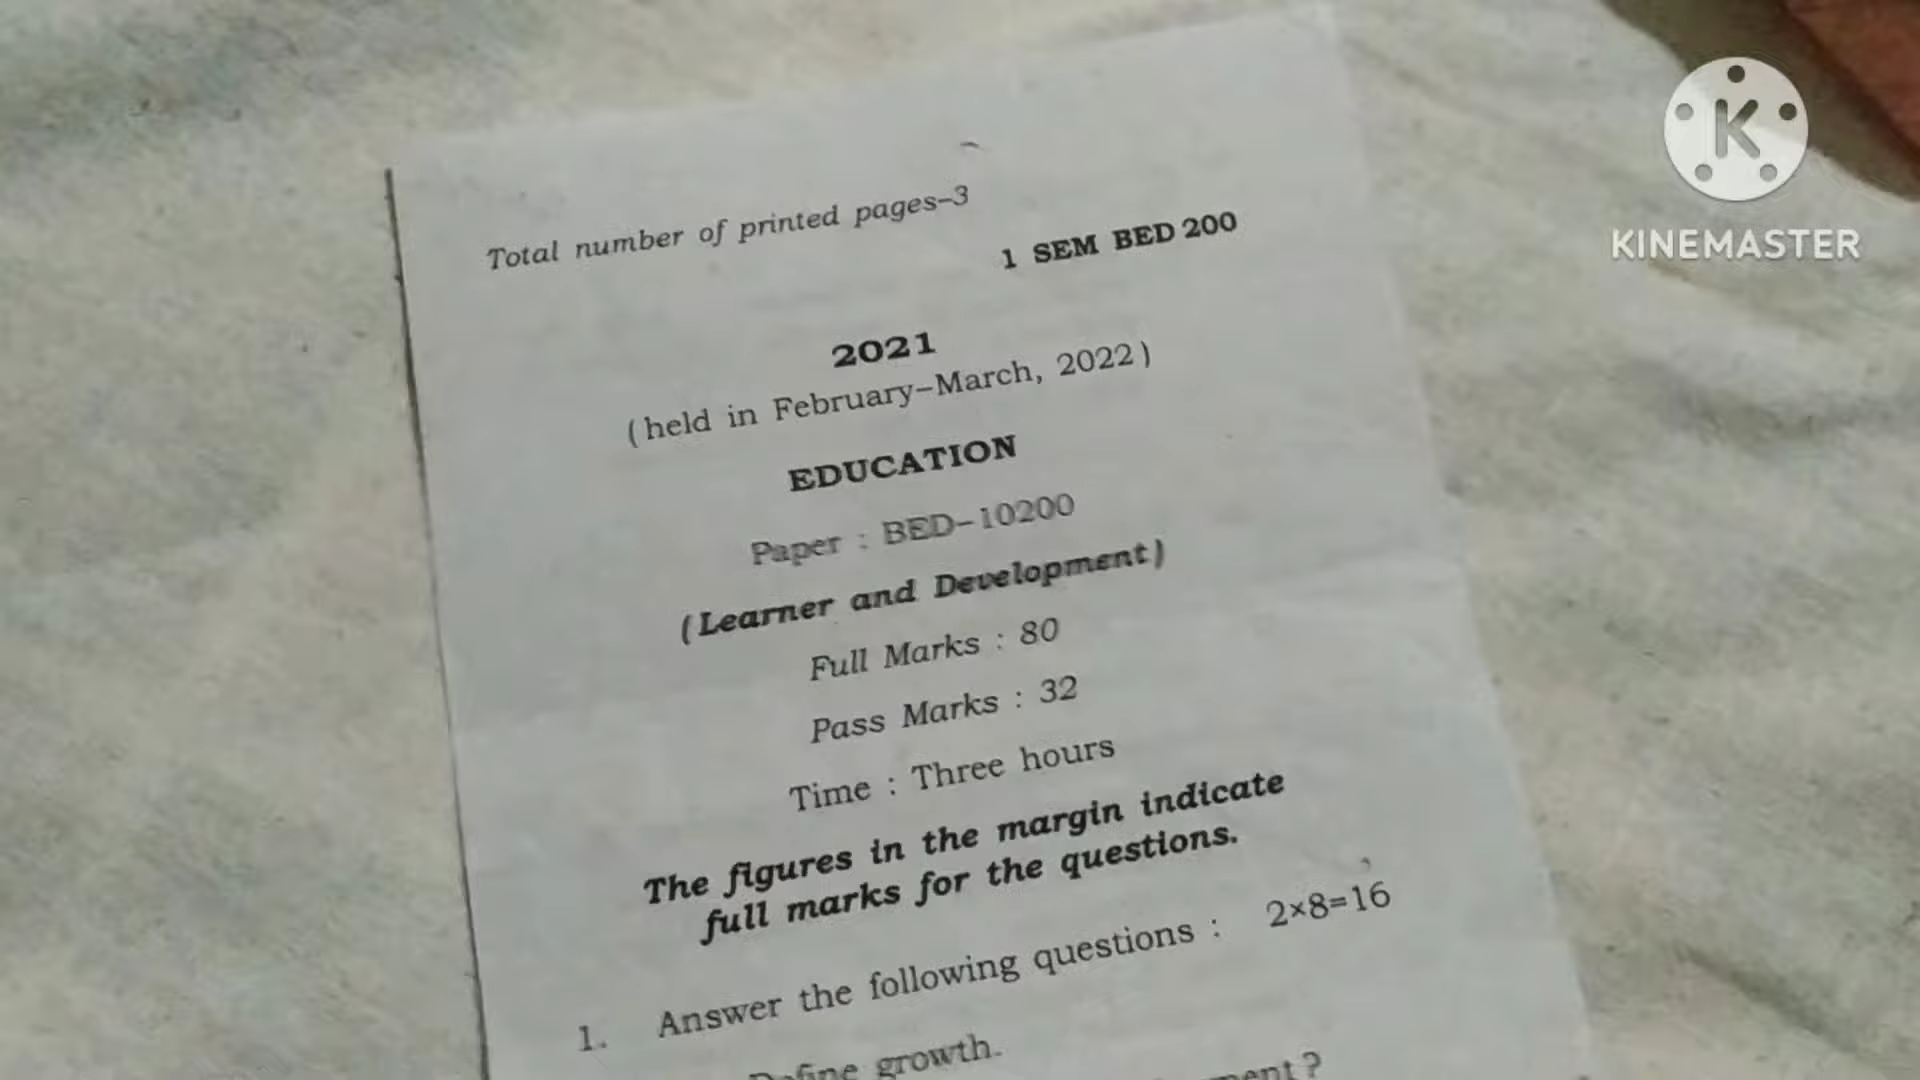 Total number of printed pages–3
1 SEM BED 200
2021
(held in February–March, 2022)
EDUCATION
Paper : BED–10200
(Learner and Development)
Full Marks : 80
Pass Marks : 32
Time : Three hours
The figures in the margin indicate
full marks for the questions.
1. Answer the following questions : 2×8=16
Define growth.
KINEMASTER